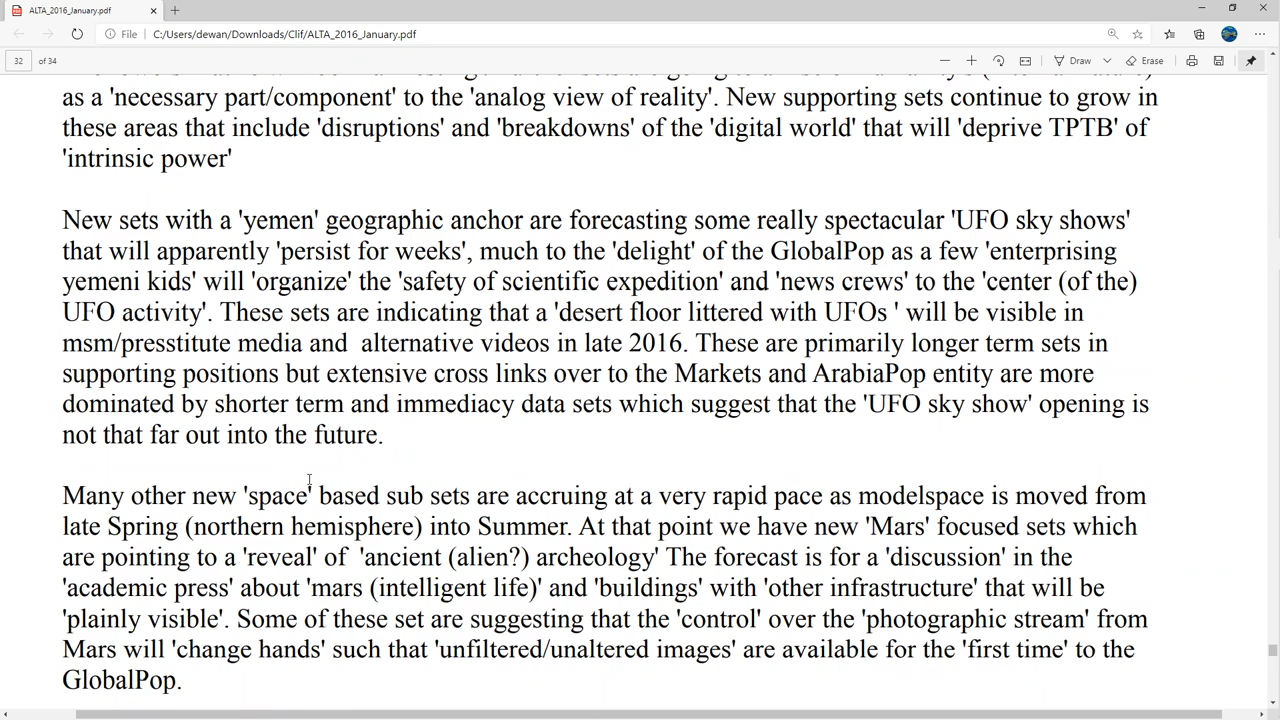 ALTA_2016_January.pdf
File
C:/Users/dewan/Downloads/Clif/ALTA_2016_January.pdf
32 of 34
Draw
Erase
as a 'necessary part/component' to the 'analog view of reality'. New supporting sets continue to grow in
these areas that include 'disruptions' and 'breakdowns' of the 'digital world' that will 'deprive TPTB' of
'intrinsic power'
New sets with a 'yemen' geographic anchor are forecasting some really spectacular 'UFO sky shows'
that will apparently 'persist for weeks', much to the 'delight' of the GlobalPop as a few 'enterprising
yemeni kids' will 'organize' the 'safety of scientific expedition' and 'news crews' to the 'center (of the)
UFO activity'. These sets are indicating that a 'desert floor littered with UFOs ' will be visible in
msm/presstitute media and  alternative videos in late 2016. These are primarily longer term sets in
supporting positions but extensive cross links over to the Markets and ArabiaPop entity are more
dominated by shorter term and immediacy data sets which suggest that the 'UFO sky show' opening is
not that far out into the future.
Many other new 'space' based sub sets are accruing at a very rapid pace as modelspace is moved from
late Spring (northern hemisphere) into Summer. At that point we have new 'Mars' focused sets which
are pointing to a 'reveal' of  'ancient (alien?) archeology' The forecast is for a 'discussion' in the
'academic press' about 'mars (intelligent life)' and 'buildings' with 'other infrastructure' that will be
'plainly visible'. Some of these set are suggesting that the 'control' over the 'photographic stream' from
Mars will 'change hands' such that 'unfiltered/unaltered images' are available for the 'first time' to the
GlobalPop.